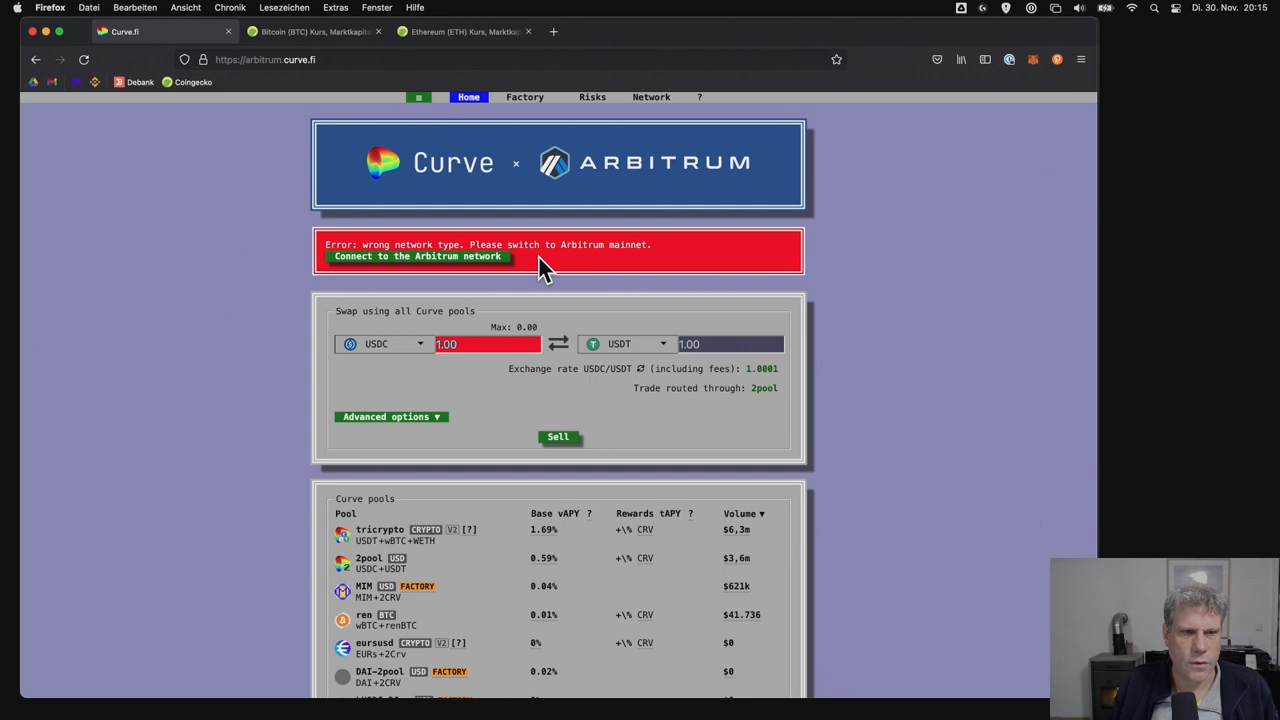 Firefox Datei Bearbeiten Ansicht Chronik Lesezeichen Extras Fenster Hilfe Di. 30. Nov. 20:15
Curve.fi Bitcoin (BTC) Kurs, Marktkapita Ethereum (ETH) Kurs, Marktkap
https://arbitrum.curve.fi
Debank Coingecko
Home Factory Risks Network ?
Curve × ARBITRUM
Error: wrong network type. Please switch to Arbitrum mainnet.
Connect to the Arbitrum network
Swap using all Curve pools
Max: 0.00
USDC 1.00 USDT 1.00
Exchange rate USDC/USDT (including fees): 1.0001
Trade routed through: 2pool
Advanced options ▼
Sell
Curve pools
Pool Base vAPY ? Rewards tAPY ? Volume ▼
tricrypto CRYPTO V2 [?] 1.69% +\% CRV $6,3m
USDT+wBTC+WETH
2pool USD 0.59% +\% CRV $3,6m
USDC+USDT
MIM USD FACTORY 0.04% $621k
MIM+2CRV
ren BTC 0.01% +\% CRV $41.736
wBTC+renBTC
eursusd CRYPTO V2 [?] 0% +\% CRV $0
EURs+2Crv
DAI-2pool USD FACTORY 0.02% $0
DAI+2CRV